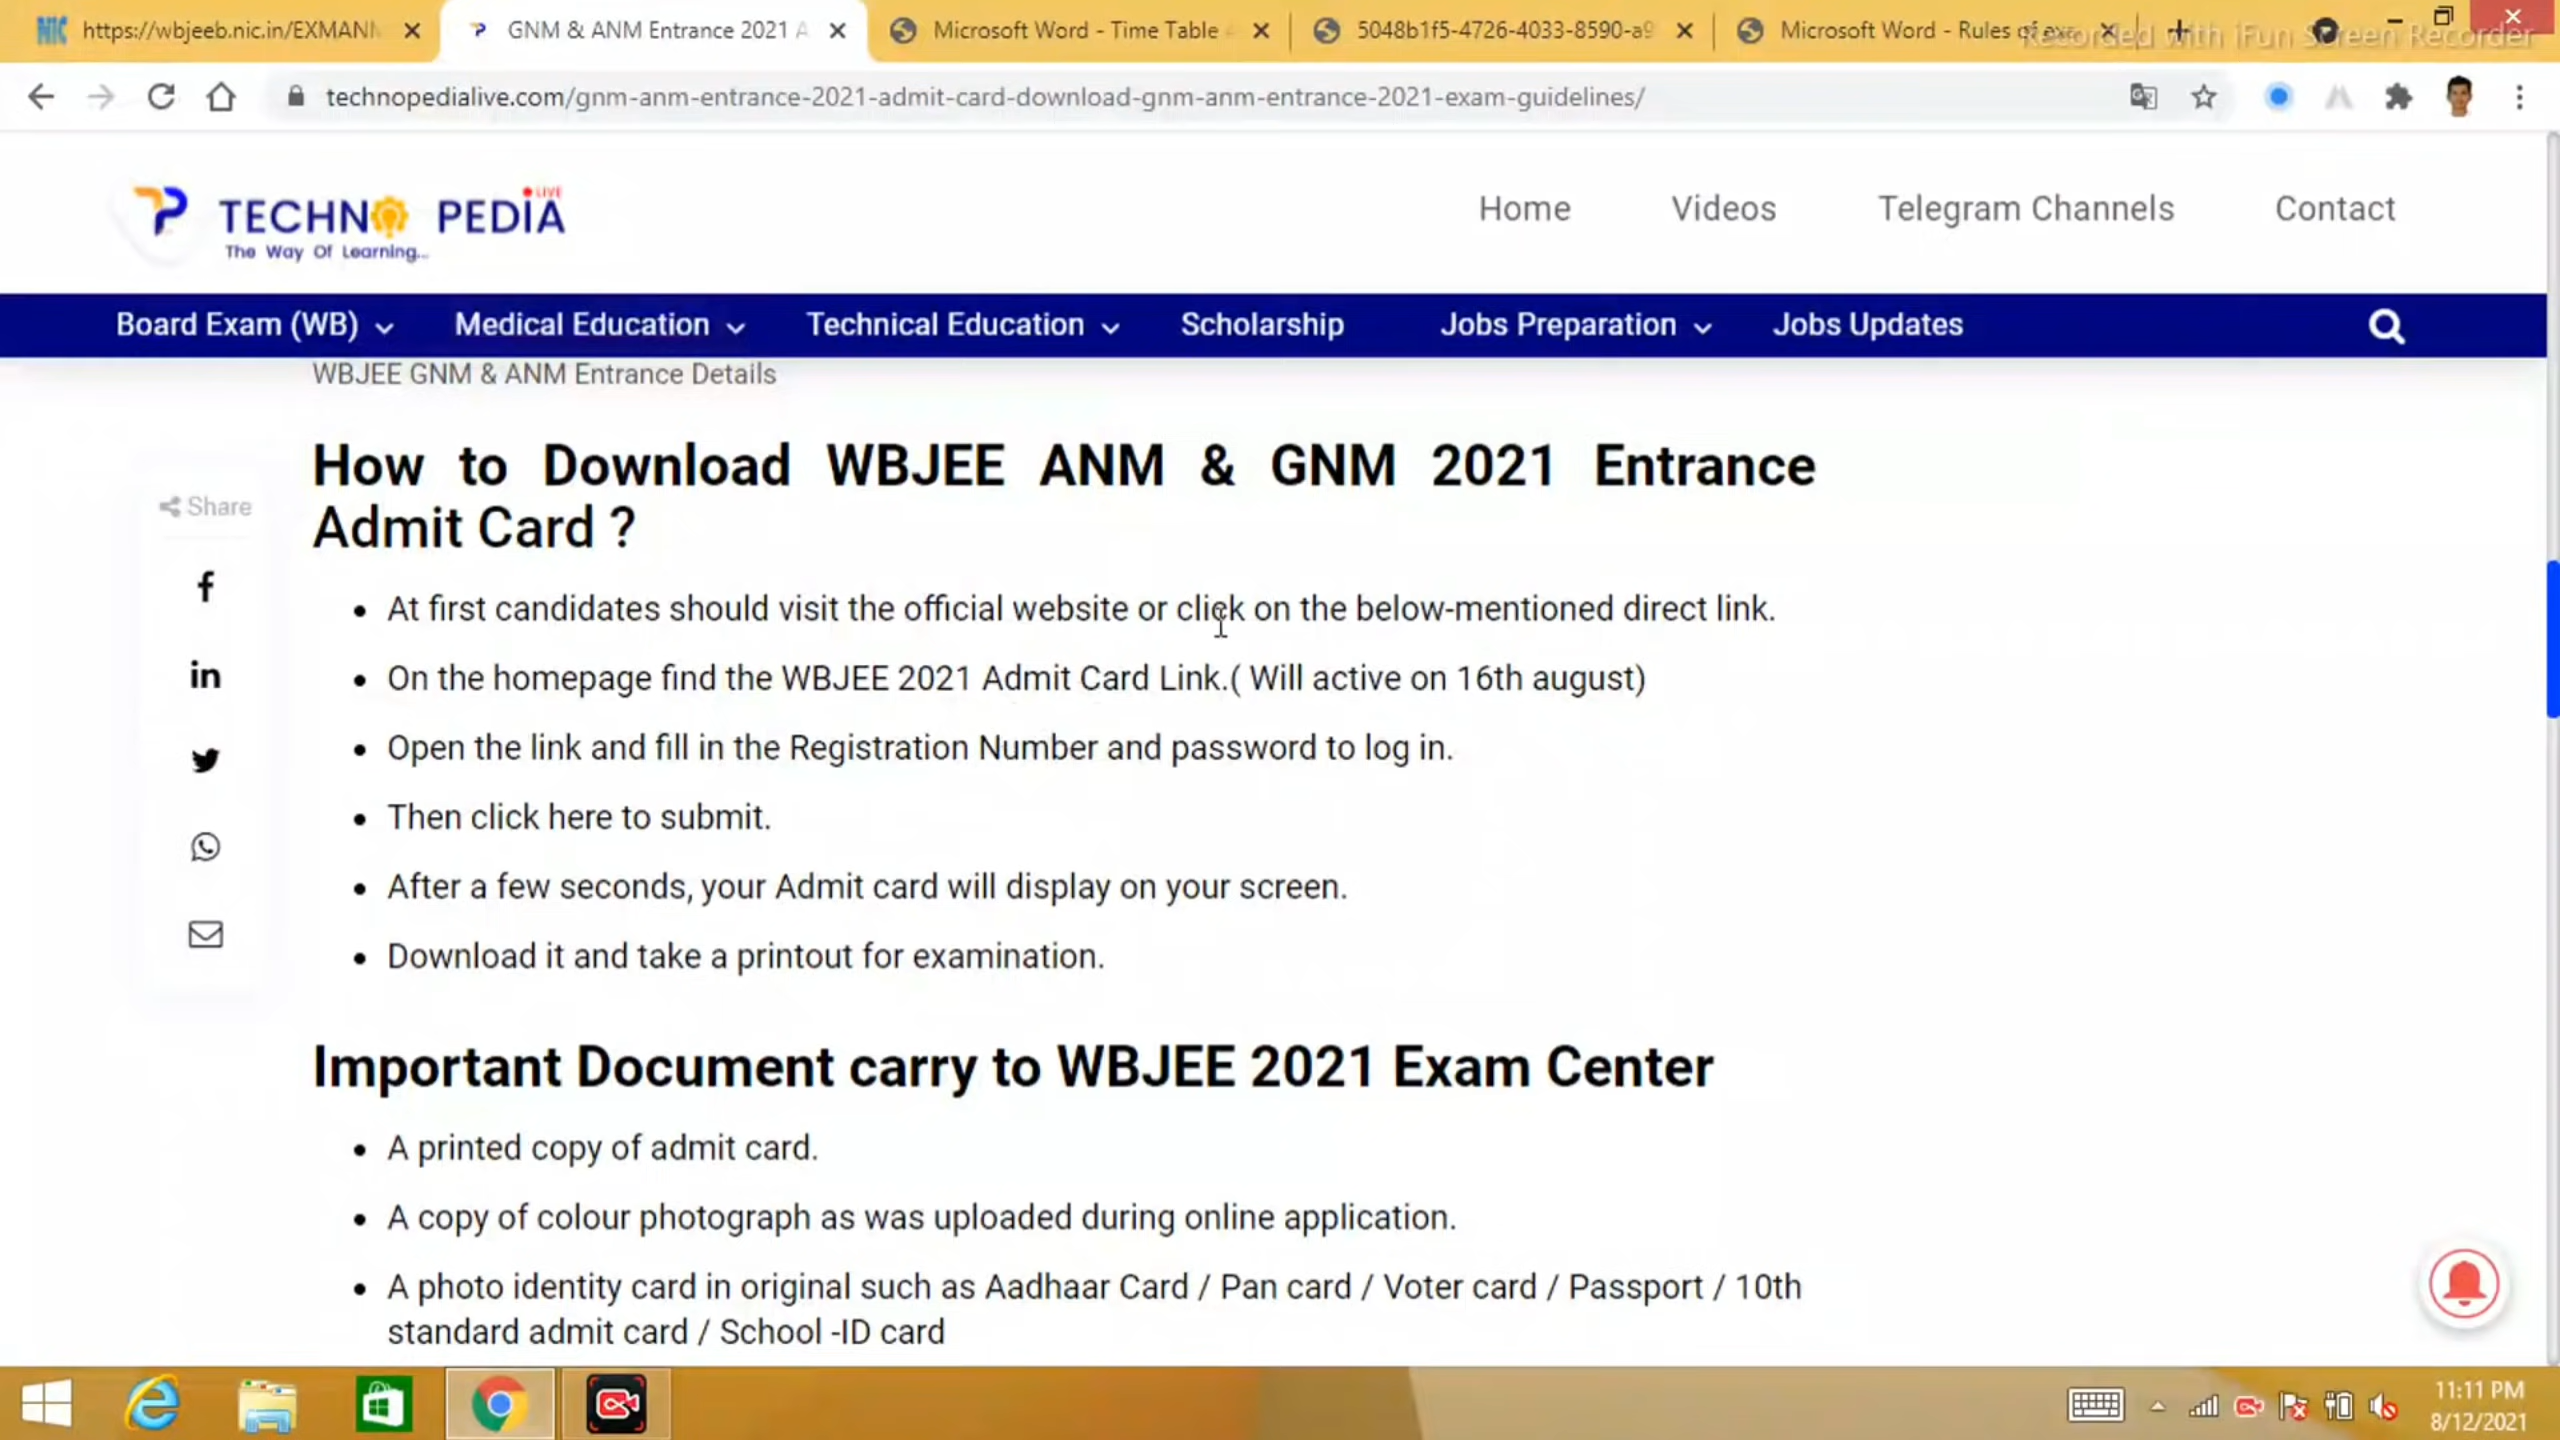 https://wbjeeb.nic.in/EXMANM
GNM & ANM Entrance 2021 A
Microsoft Word - Time Table
5048b1f5-4726-4033-8590-a9
Microsoft Word - Rules of exa
Recorded with iFun Screen Recorder
technopedialive.com/gnm-anm-entrance-2021-admit-card-download-gnm-anm-entrance-2021-exam-guidelines/
TECHNO PEDIA LIVE
The Way Of Learning...
Home Videos Telegram Channels Contact
Board Exam (WB) Medical Education Technical Education Scholarship Jobs Preparation Jobs Updates
WBJEE GNM & ANM Entrance Details
How to Download WBJEE ANM & GNM 2021 Entrance
Admit Card ?
Share
• At first candidates should visit the official website or click on the below-mentioned direct link.
• On the homepage find the WBJEE 2021 Admit Card Link.( Will active on 16th august)
• Open the link and fill in the Registration Number and password to log in.
• Then click here to submit.
• After a few seconds, your Admit card will display on your screen.
• Download it and take a printout for examination.
Important Document carry to WBJEE 2021 Exam Center
• A printed copy of admit card.
• A copy of colour photograph as was uploaded during online application.
• A photo identity card in original such as Aadhaar Card / Pan card / Voter card / Passport / 10th
standard admit card / School -ID card
11:11 PM
8/12/2021